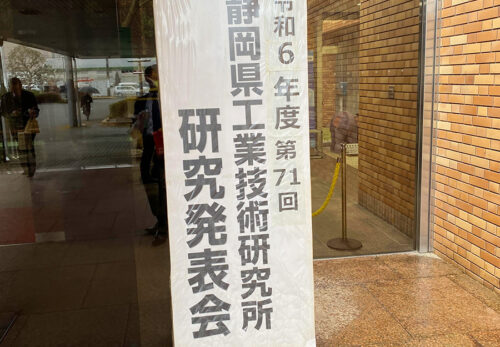 令和6年度 第71回
静岡県工業技術研究所
研究発表会